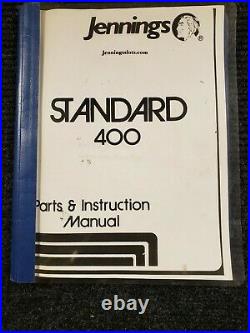 Jennings
STANDARD
400
Parts & Instruction
Manual